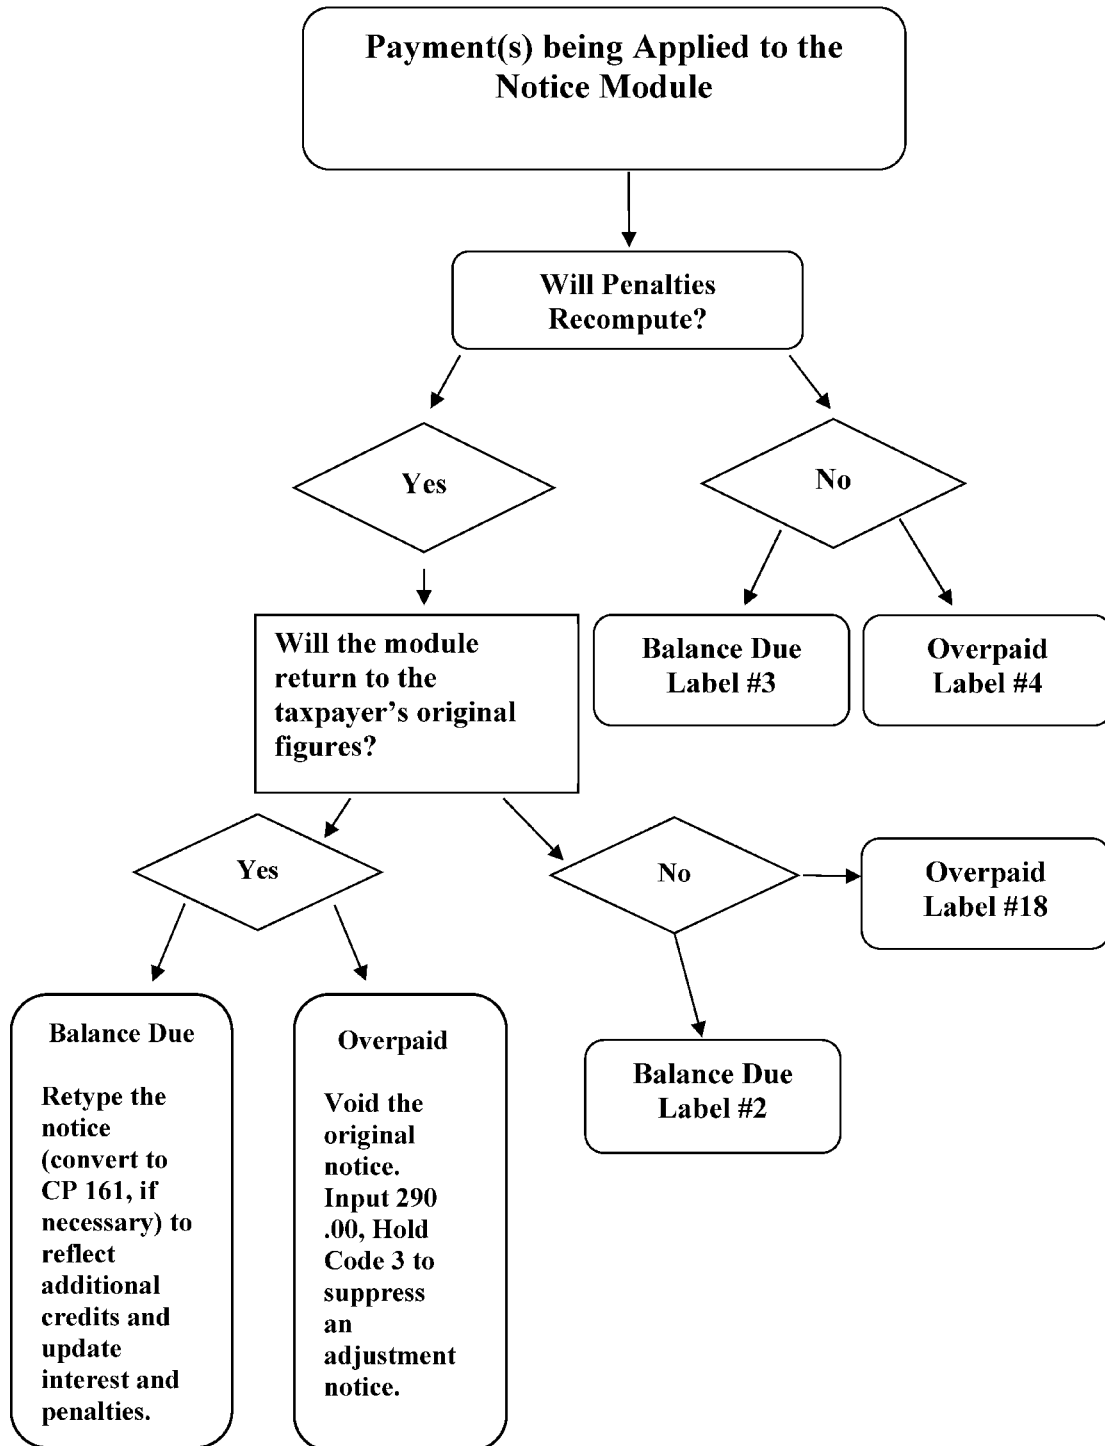 Payment(s) being Applied to the
Notice Module
Will Penalties
Recompute?
Yes
No
Will the module
return to the
taxpayer’s original
figures?
Balance Due
Label #3
Overpaid
Label #4
Yes
No
Overpaid
Label #18
Balance Due
Retype the
notice
(convert to
CP 161, if
necessary) to
reflect
additional
credits and
update
interest and
penalties.
Overpaid
Void the
original
notice.
Input 290
.00, Hold
Code 3 to
suppress
an
adjustment
notice.
Balance Due
Label #2